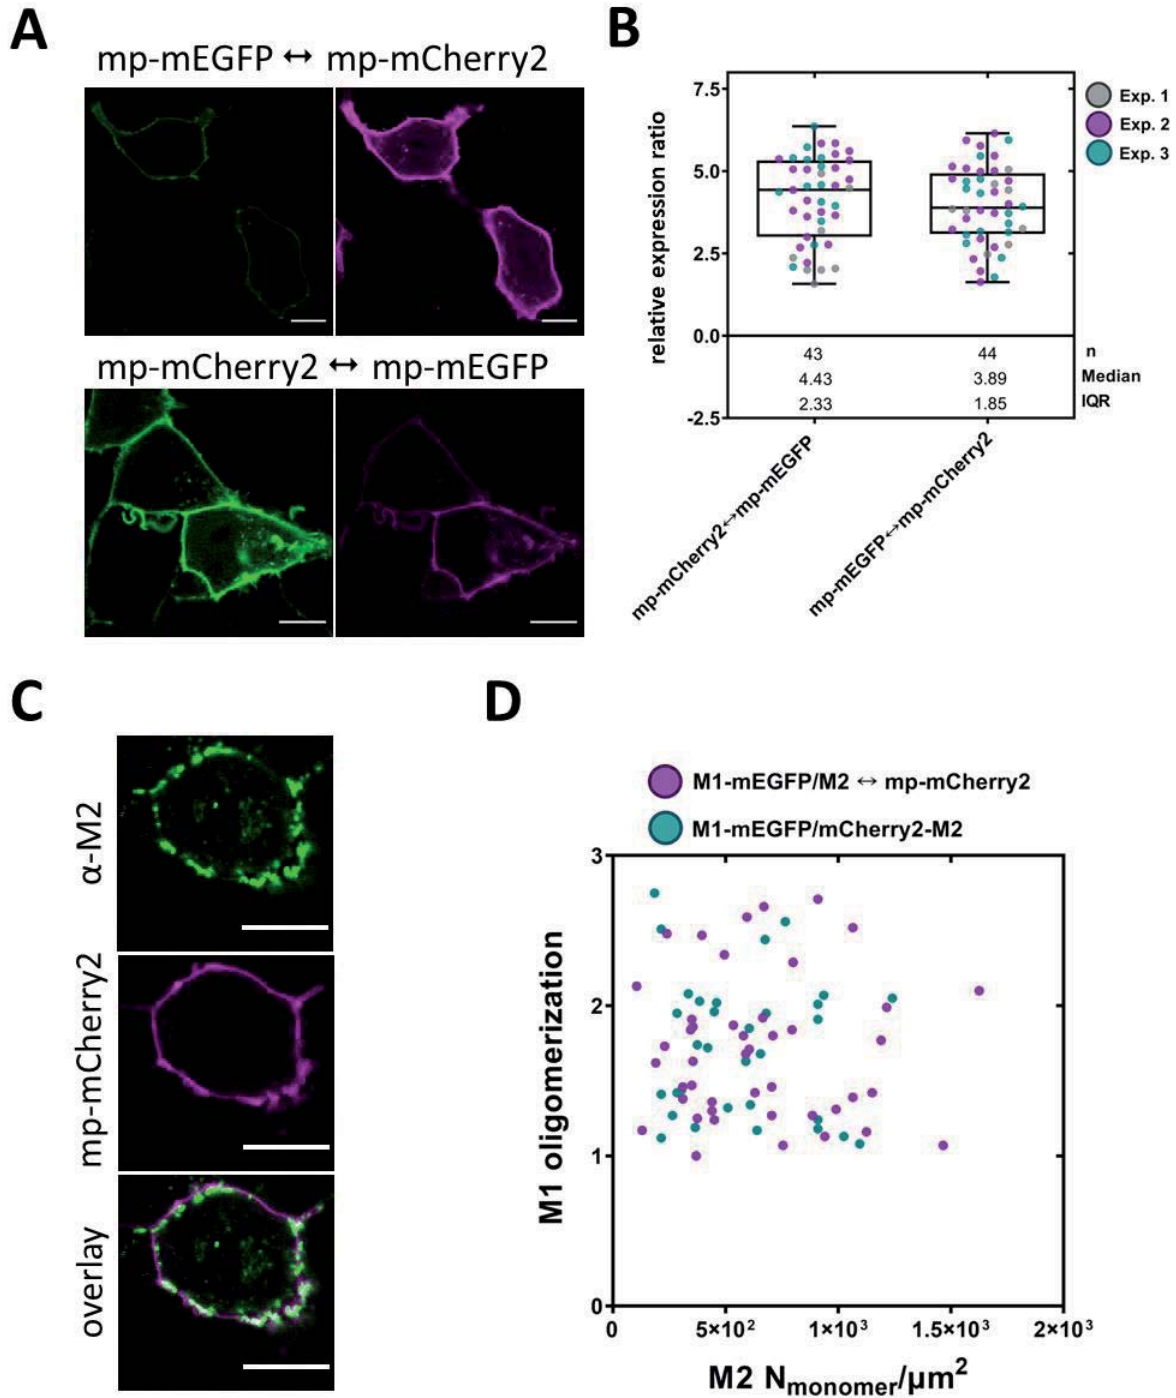 A
mp-mEGFP ↔ mp-mCherry2
mp-mCherry2 ↔ mp-mEGFP
B
relative expression ratio
7.5
5.0
2.5
0.0
-2.5
Exp. 1
Exp. 2
Exp. 3
43 44 n
4.43 3.89 Median
2.33 1.85 IQR
mp-mCherry2↔mp-mEGFP
mp-mEGFP↔mp-mCherry2
C
α-M2
mp-mCherry2
overlay
D
M1-mEGFP/M2 ↔ mp-mCherry2
M1-mEGFP/mCherry2-M2
M1 oligomerization
3
2
1
0
0 5×10² 1×10³ 1.5×10³ 2×10³
M2 Nmonomer/µm²